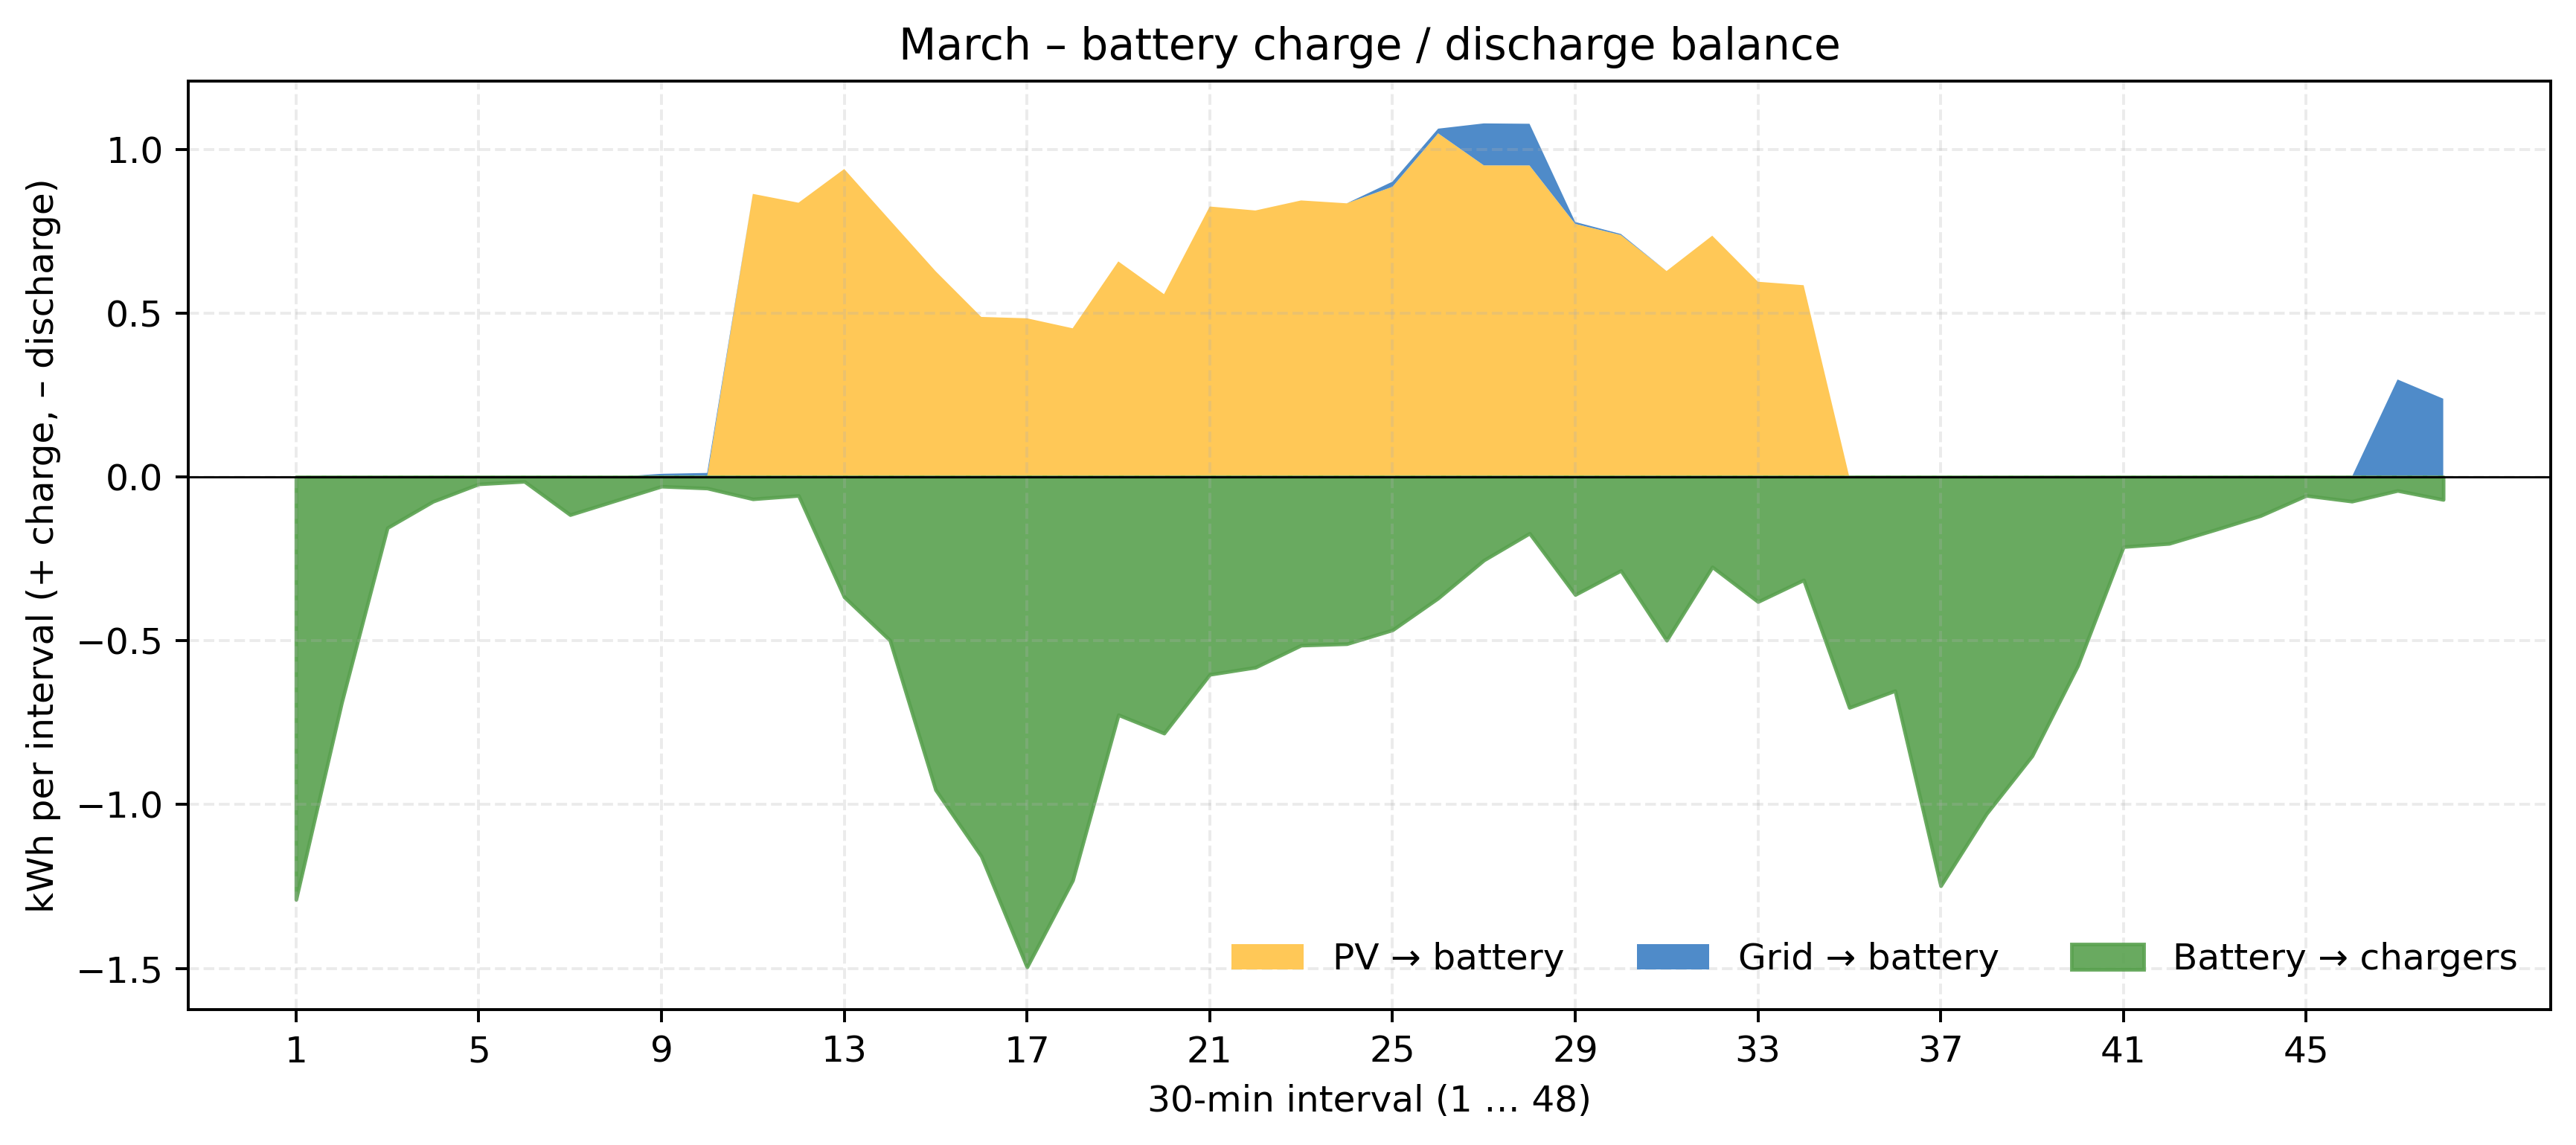 March – battery charge / discharge balance
kWh per interval (+ charge, – discharge)
1.0
0.5
0.0
−0.5
−1.0
−1.5
PV → battery Grid → battery Battery → chargers
1 5 9 13 17 21 25 29 33 37 41 45
30-min interval (1 … 48)